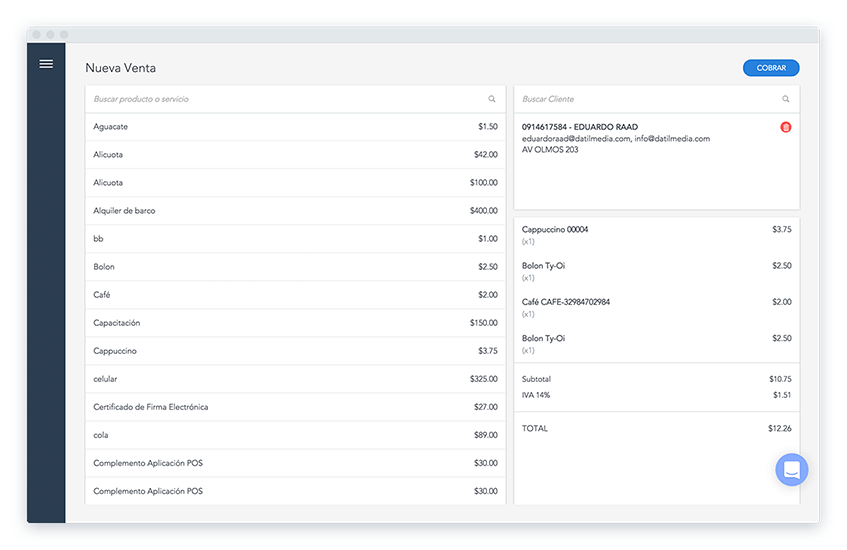 Nueva Venta
COBRAR
Buscar producto o servicio
Aguacate $1.50
Alicuota $42.00
Alicuota $100.00
Alquiler de barco $400.00
bb $1.00
Bolon $2.50
Café $2.00
Capacitación $150.00
Cappuccino $3.75
celular $325.00
Certificado de Firma Electrónica $27.00
cola $89.00
Complemento Aplicación POS $30.00
Complemento Aplicación POS $30.00
Buscar Cliente
0914617584 - EDUARDO RAAD
eduardoraad@datilmedia.com, info@datilmedia.com
AV OLMOS 203
Cappuccino 00004 $3.75
(x1)
Bolon Ty-Oi $2.50
(x1)
Café CAFE-32984702984 $2.00
(x1)
Bolon Ty-Oi $2.50
(x1)
Subtotal $10.75
IVA 14% $1.51
TOTAL $12.26